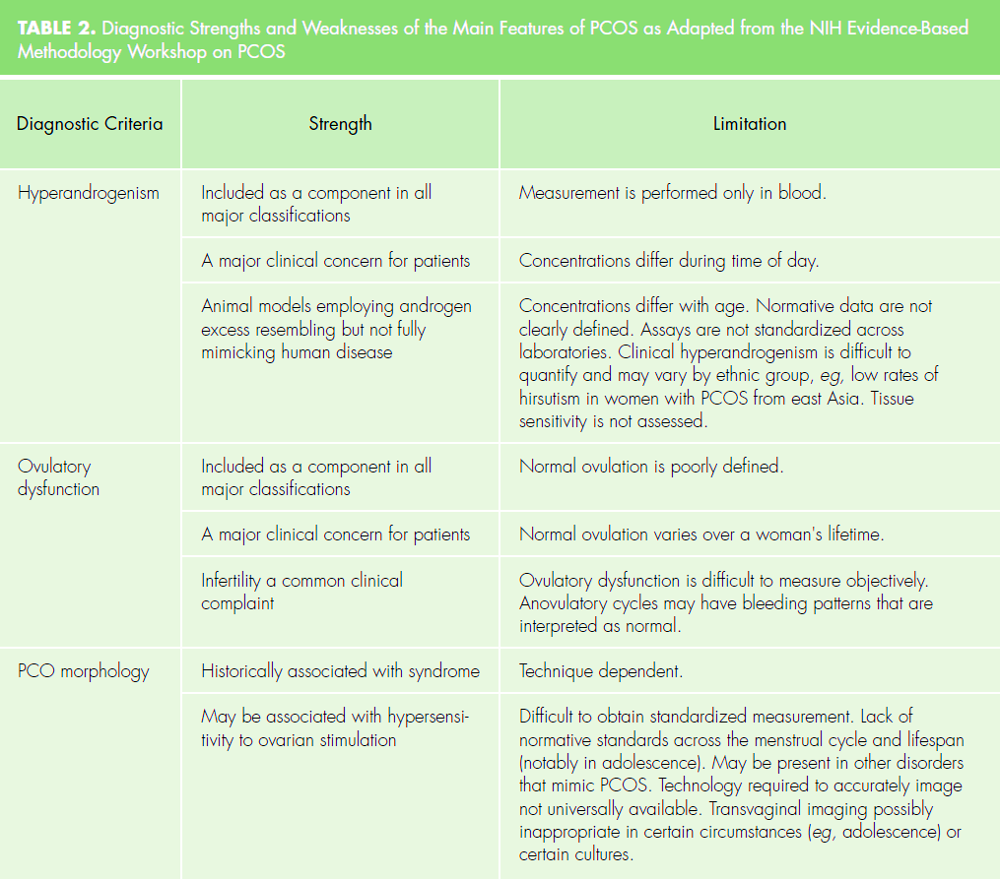 TABLE 2. Diagnostic Strengths and Weaknesses of the Main Features of PCOS as Adapted from the NIH Evidence-Based
Methodology Workshop on PCOS
Diagnostic Criteria
Strength
Limitation
Hyperandrogenism
Included as a component in all
major classifications
Measurement is performed only in blood.
A major clinical concern for patients
Concentrations differ during time of day.
Animal models employing androgen
excess resembling but not fully
mimicking human disease
Concentrations differ with age. Normative data are not
clearly defined. Assays are not standardized across
laboratories. Clinical hyperandrogenism is difficult to
quantify and may vary by ethnic group, eg, low rates of
hirsutism in women with PCOS from east Asia. Tissue
sensitivity is not assessed.
Ovulatory
dysfunction
Included as a component in all
major classifications
Normal ovulation is poorly defined.
A major clinical concern for patients
Normal ovulation varies over a woman's lifetime.
Infertility a common clinical
complaint
Ovulatory dysfunction is difficult to measure objectively.
Anovulatory cycles may have bleeding patterns that are
interpreted as normal.
PCO morphology
Historically associated with syndrome
Technique dependent.
May be associated with hypersensi-
tivity to ovarian stimulation
Difficult to obtain standardized measurement. Lack of
normative standards across the menstrual cycle and lifespan
(notably in adolescence). May be present in other disorders
that mimic PCOS. Technology required to accurately image
not universally available. Transvaginal imaging possibly
inappropriate in certain circumstances (eg, adolescence) or
certain cultures.